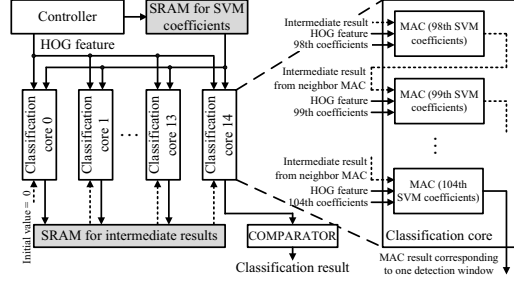 Controller
SRAM for SVM
coefficients
HOG feature
Classification
core 0
Classification
core 1
...
Classification
core 13
Classification
core 14
Initial value = 0
SRAM for intermediate results
COMPARATOR
Classification result
Intermediate result
HOG feature
98th coefficients
MAC (98th SVM
coefficients)
Intermediate result
from neighbor MAC
HOG feature
99th coefficients
MAC (99th SVM
coefficients)
Intermediate result
from neighbor MAC
HOG feature
104th coefficients
MAC (104th
SVM coefficients)
Classification core
MAC result corresponding
to one detection window